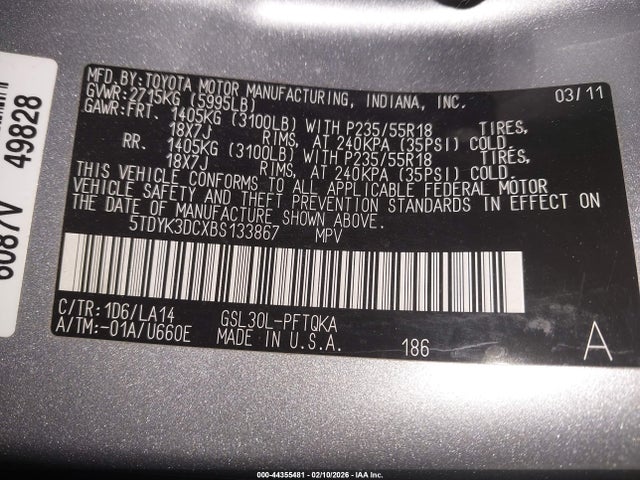 MFD.BY:TOYOTA MOTOR MANUFACTURING, INDIANA, INC. 03/11
GVWR:2715KG (5995LB)
GAWR:FRT. 1405KG (3100LB) WITH P235/55R18 TIRES,
18X7J RIMS, AT 240KPA (35PSI) COLD.
RR. 1405KG (3100LB) WITH P235/55R18 TIRES,
18X7J RIMS, AT 240KPA (35PSI) COLD.
THIS VEHICLE CONFORMS TO ALL APPLICABLE FEDERAL MOTOR
VEHICLE SAFETY AND THEFT PREVENTION STANDARDS IN EFFECT ON
THE DATE OF MANUFACTURE SHOWN ABOVE.
5TDYK3DCXBS133867 MPV
C/TR:1D6/LA14 GSL30L-PFTQKA
A/TM:-01A/U660E MADE IN U.S.A. 186 A
49828
6087V
000-44355481 - 02/10/2026 - IAA Inc.